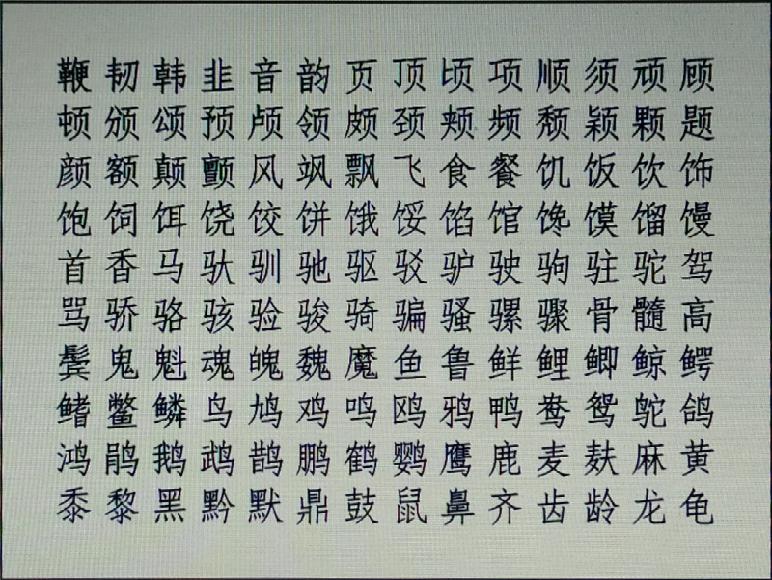 鞭韧韩韭音韵页顶顷项顺须顽顾
顿颁颂预颅领颇颈颊频颓颖颗题
颜额颠颤风飒飘飞食餐饥饭饮饰
饱饲饵饶饺饼饿馁馅馆馋馍馏馒
首香马驮驯驰驱驳驴驶驹驻驼驾
骂骄骆骇验骏骑骗骚骡骤骨髓高
鬓鬼魁魂魄魏魔鱼鲁鲜鲤鲫鲸鳄
鳍鳖鳞鸟鸠鸡鸣鸥鸦鸭鸯鸳鸵鸽
鸿鹃鹅鹉鹊鹏鹤鹦鹰鹿麦麸麻黄
黍黎黑黔默鼎鼓鼠鼻齐齿龄龙龟